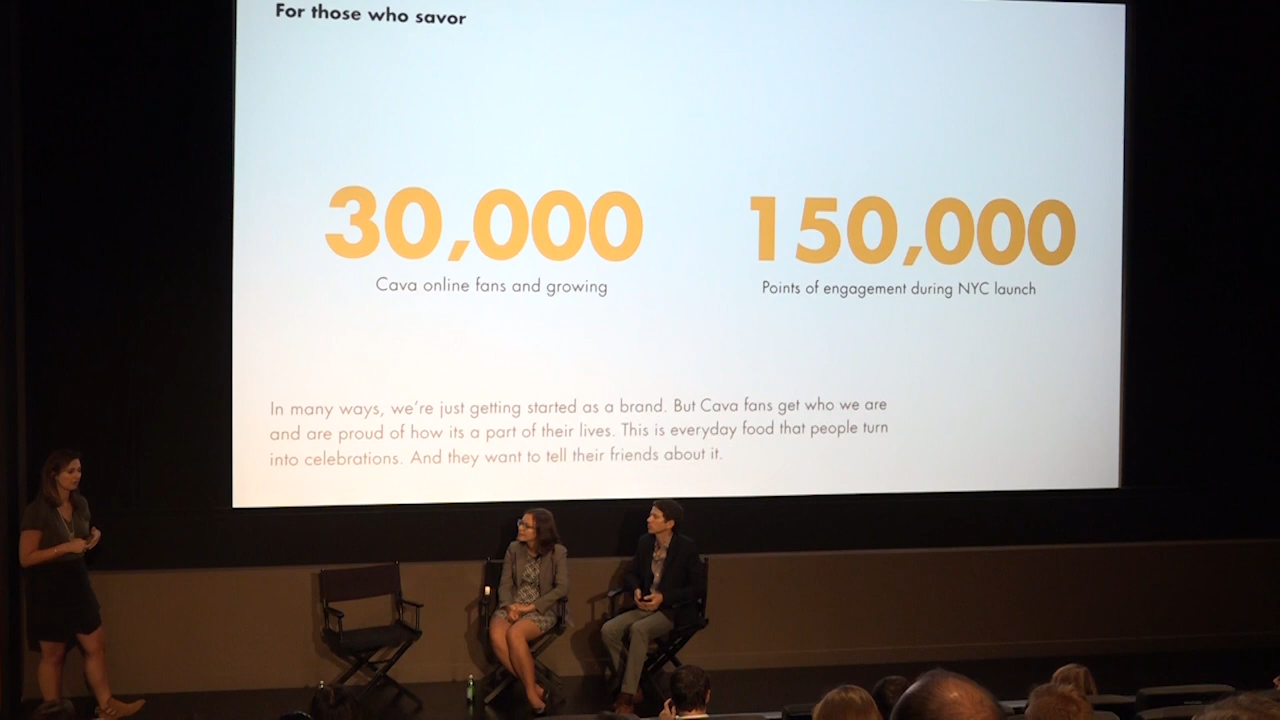 For those who savor
30,000
150,000
Cava online fans and growing
Points of engagement during NYC launch
In many ways, we're just getting started as a brand. But Cava fans get who we are
and are proud of how its a part of their lives. This is everyday food that people turn
into celebrations. And they want to tell their friends about it.